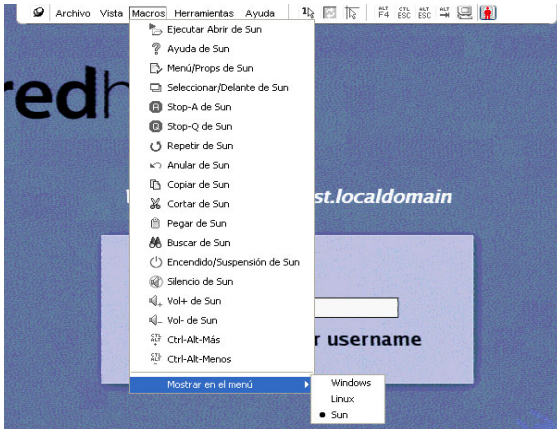 Archivo Vista Macros Herramientas Ayuda ALT F4 CTL ESC ALT ESC ALT
Ejecutar Abrir de Sun
Ayuda de Sun
Menú/Props de Sun
Seleccionar/Delante de Sun
redh
Stop-A de Sun
Stop-Q de Sun
Repetir de Sun
Anular de Sun
Copiar de Sun
st.localdomain
Cortar de Sun
Pegar de Sun
Buscar de Sun
Encendido/Suspensión de Sun
Silencio de Sun
Vol+ de Sun
Vol- de Sun
r username
CTL ALT + Ctrl-Alt-Más
CTL ALT - Ctrl-Alt-Menos
Mostrar en el menú
Windows
Linux
Sun